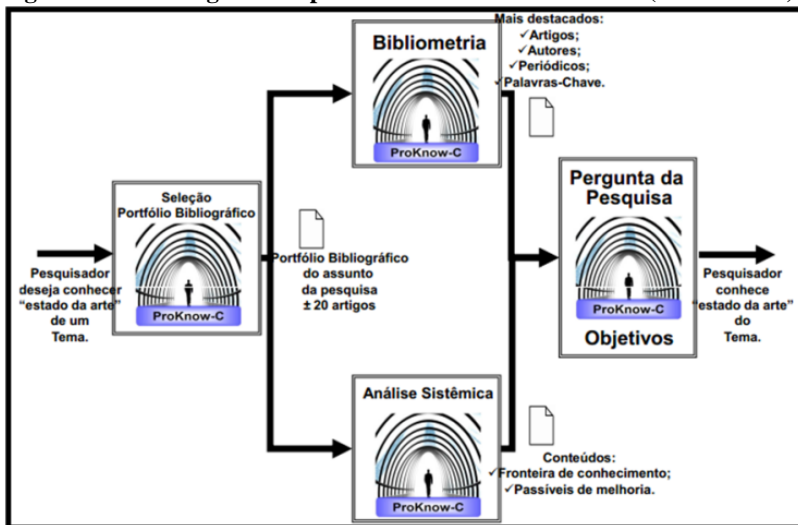 Bibliometria
ProKnow-C
Mais destacados:
✓Artigos;
✓Autores;
✓Periódicos;
✓Palavras-Chave.
Seleção
Portfólio Bibliográfico
ProKnow-C
Pesquisador
deseja conhecer
“estado da arte”
de um
Tema.
Portfólio Bibliográfico
do assunto
da pesquisa
± 20 artigos
Pergunta da
Pesquisa
ProKnow-C
Objetivos
Pesquisador
conhece
“estado da arte”
do
Tema.
Análise Sistêmica
ProKnow-C
Conteúdos:
✓Fronteira de conhecimento;
✓Passíveis de melhoria.